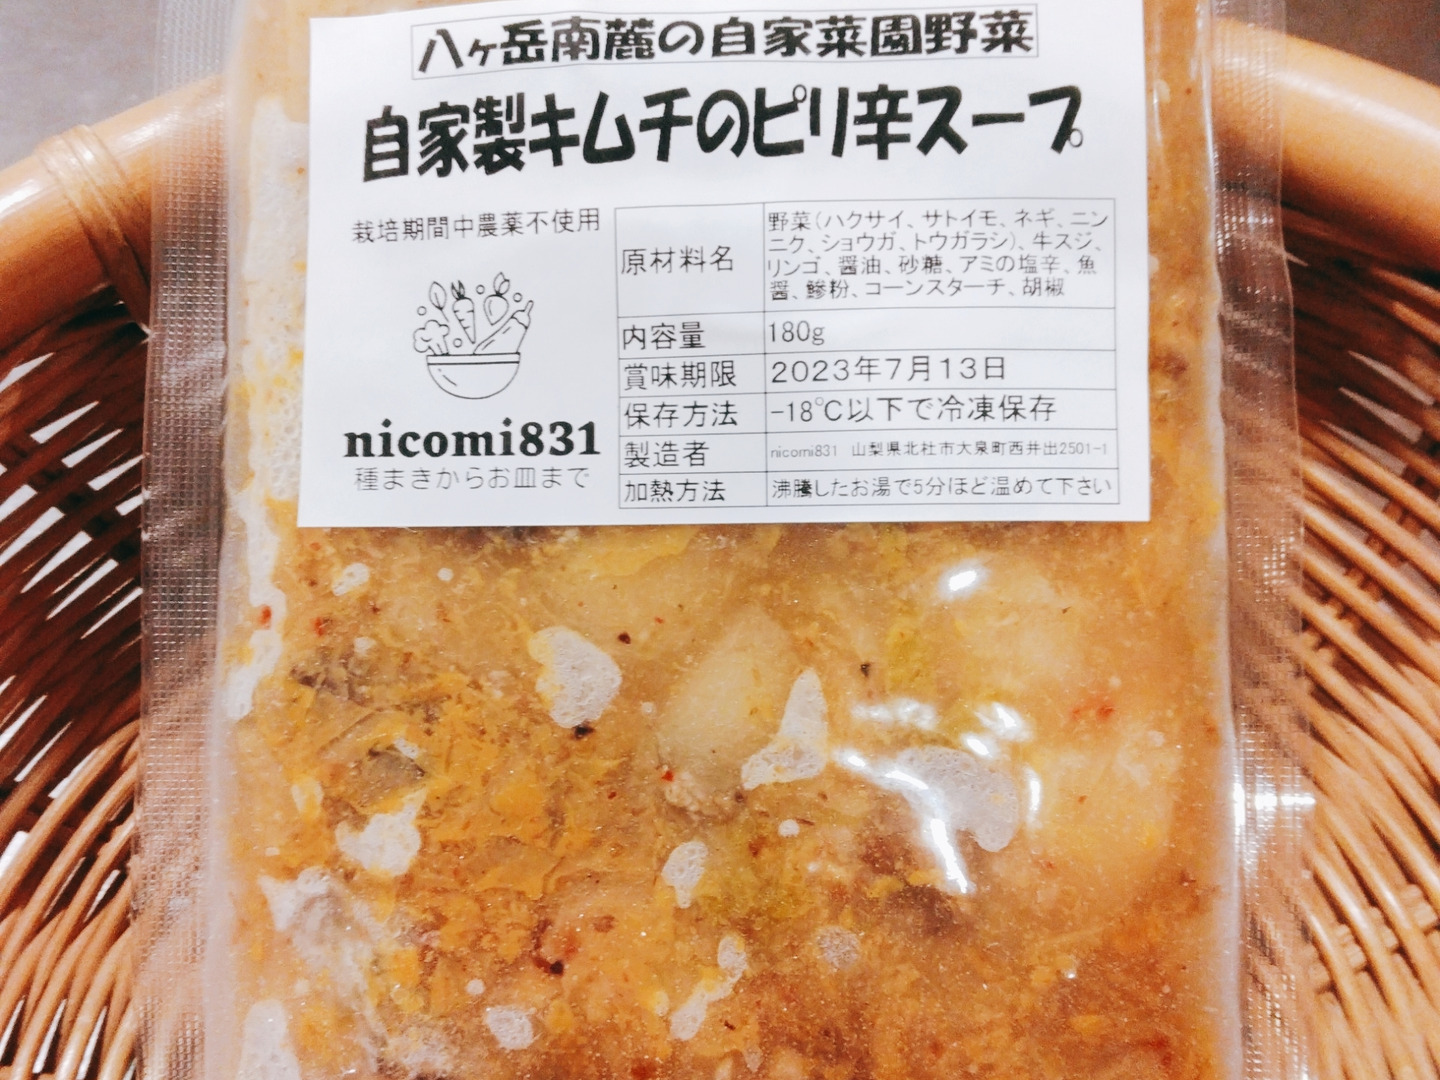 八ヶ岳南麓の自家菜園野菜
自家製キムチのピリ辛スープ
栽培期間中農薬不使用
nicomi831
種まきからお皿まで
原材料名
野菜(ハクサイ、サトイモ、ネギ、ニン
ニク、ショウガ、トウガラシ)、牛スジ、
リンゴ、醤油、砂糖、アミの塩辛、魚
醤、鰺粉、コーンスターチ、胡椒
内容量 180g
賞味期限 2023年7月13日
保存方法 -18℃以下で冷凍保存
製造者 nicomi831 山梨県北杜市大泉町西井出2501-1
加熱方法 沸騰したお湯で5分ほど温めて下さい